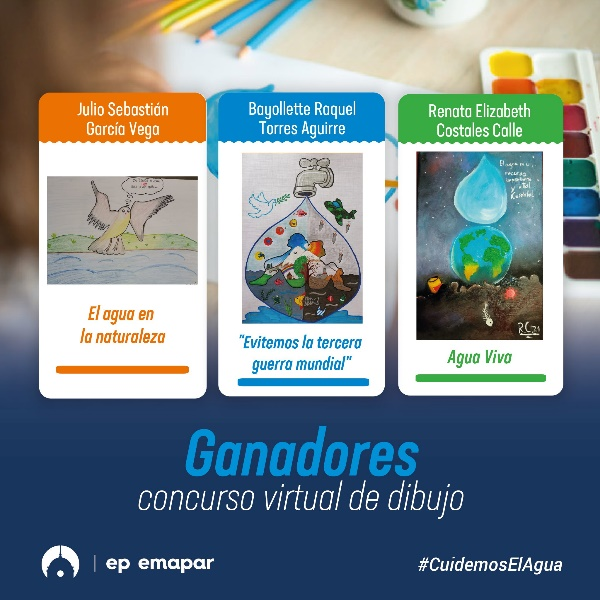 Julio Sebastián
García Vega
Bayollette Raquel
Torres Aguirre
Renata Elizabeth
Costales Calle
El agua en
la naturaleza
"Evitemos la tercera
guerra mundial"
Agua Viva
Ganadores
concurso virtual de dibujo
ep emapar
#CuidemosElAgua